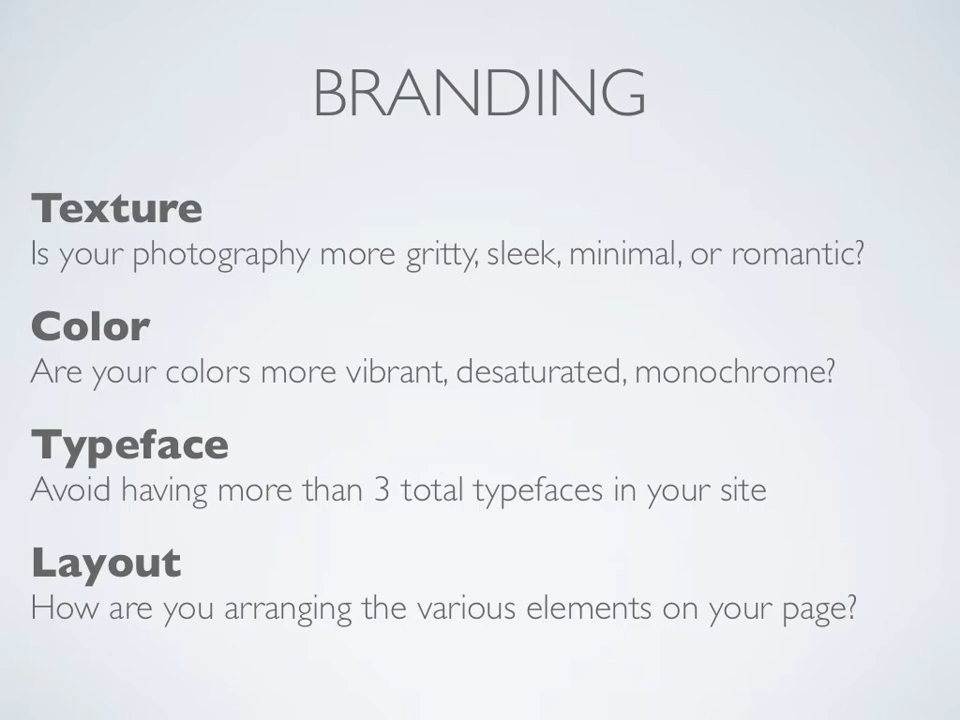 BRANDING
Texture
Is your photography more gritty, sleek, minimal, or romantic?
Color
Are your colors more vibrant, desaturated, monochrome?
Typeface
Avoid having more than 3 total typefaces in your site
Layout
How are you arranging the various elements on your page?